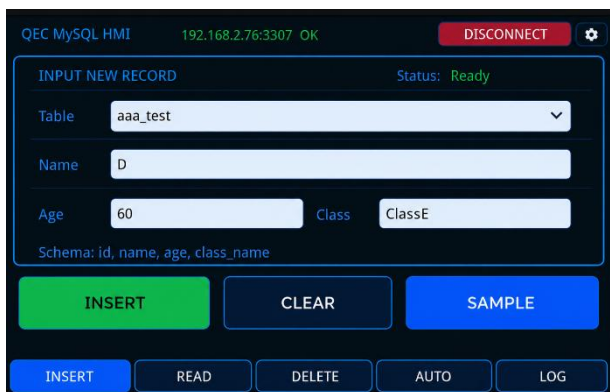 QEC MySQL HMI 192.168.2.76:3307 OK DISCONNECT
INPUT NEW RECORD Status: Ready
Table aaa_test
Name D
Age 60 Class ClassE
Schema: id, name, age, class_name
INSERT CLEAR SAMPLE
INSERT READ DELETE AUTO LOG